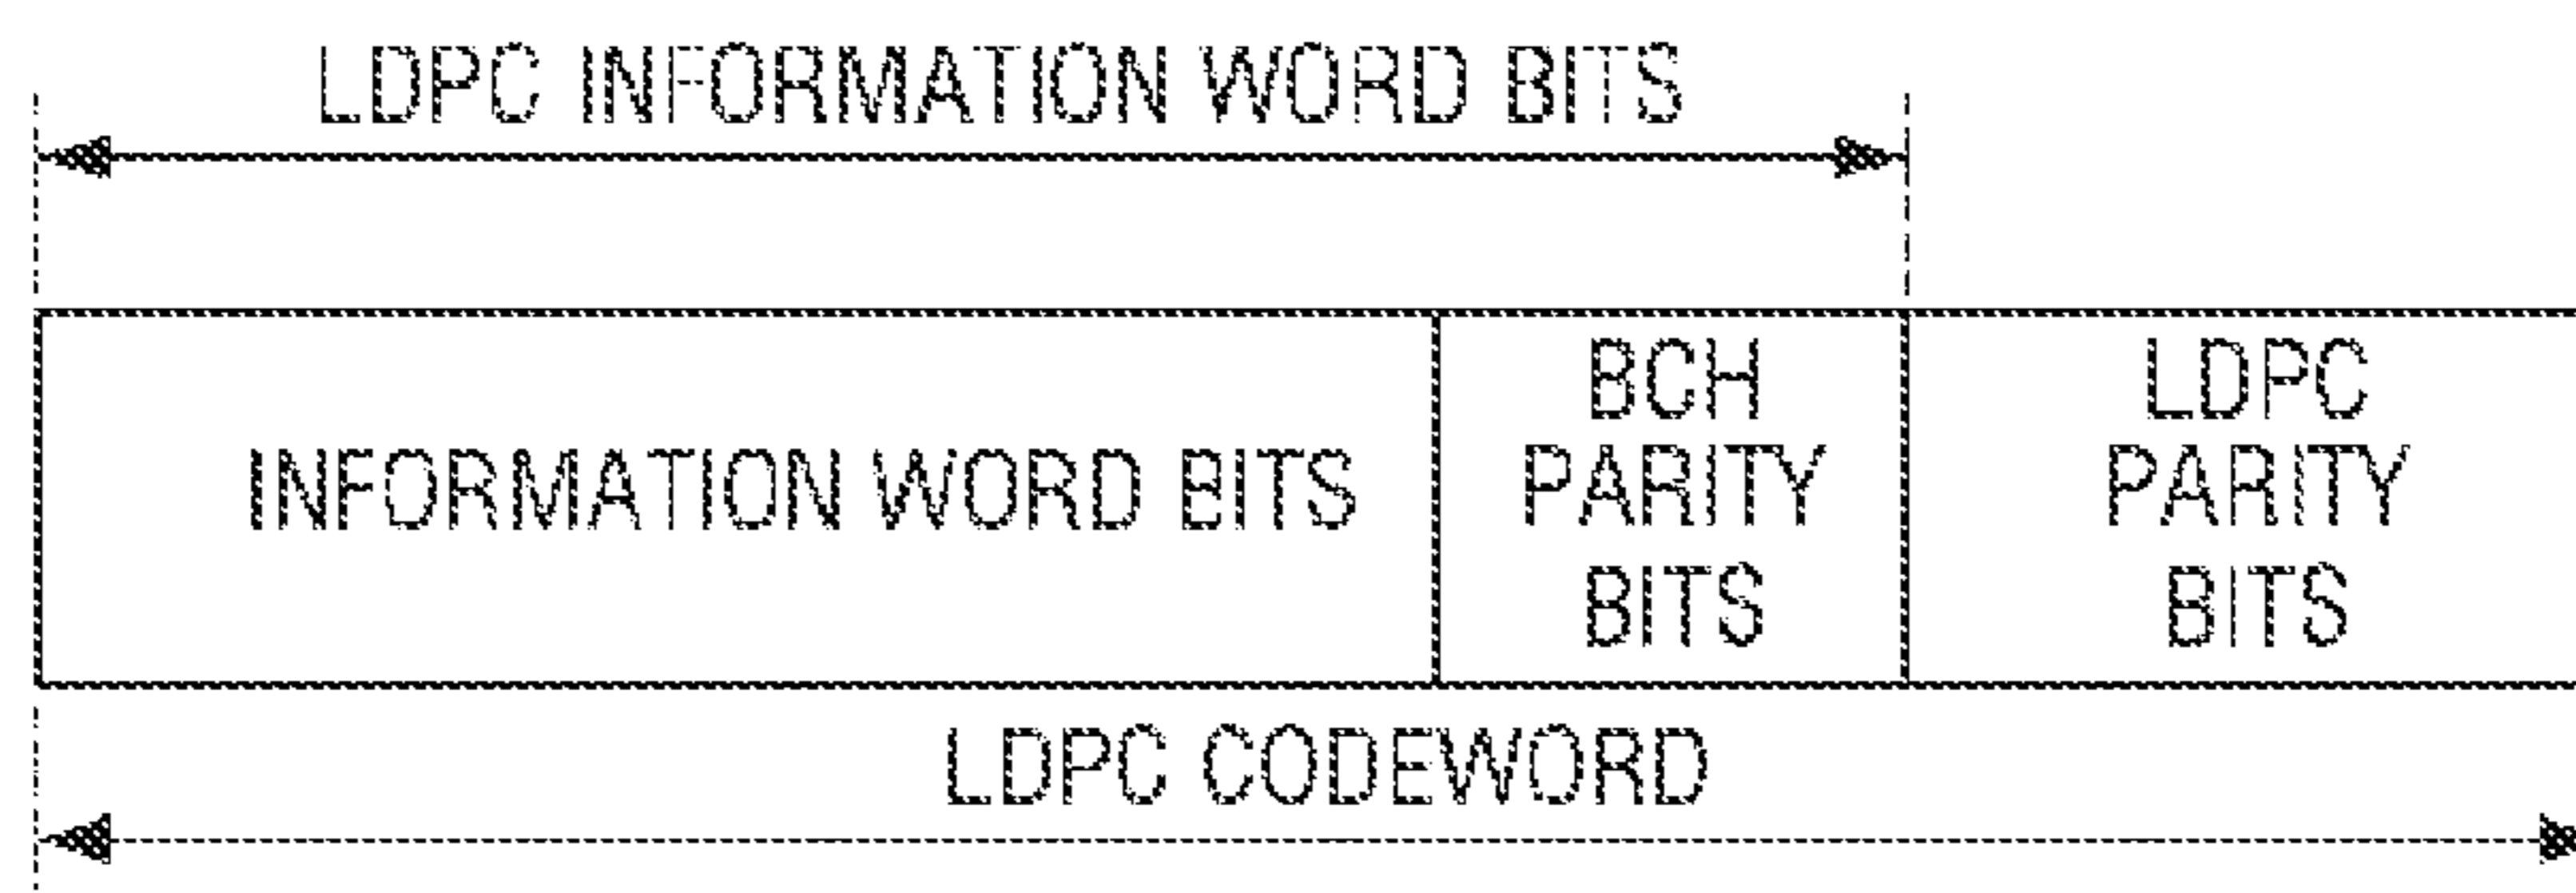 LDPC INFORMATION WORD BITS
INFORMATION WORD BITS
BCH
PARITY
BITS
LDPC
PARITY
BITS
LDPC CODEWORD